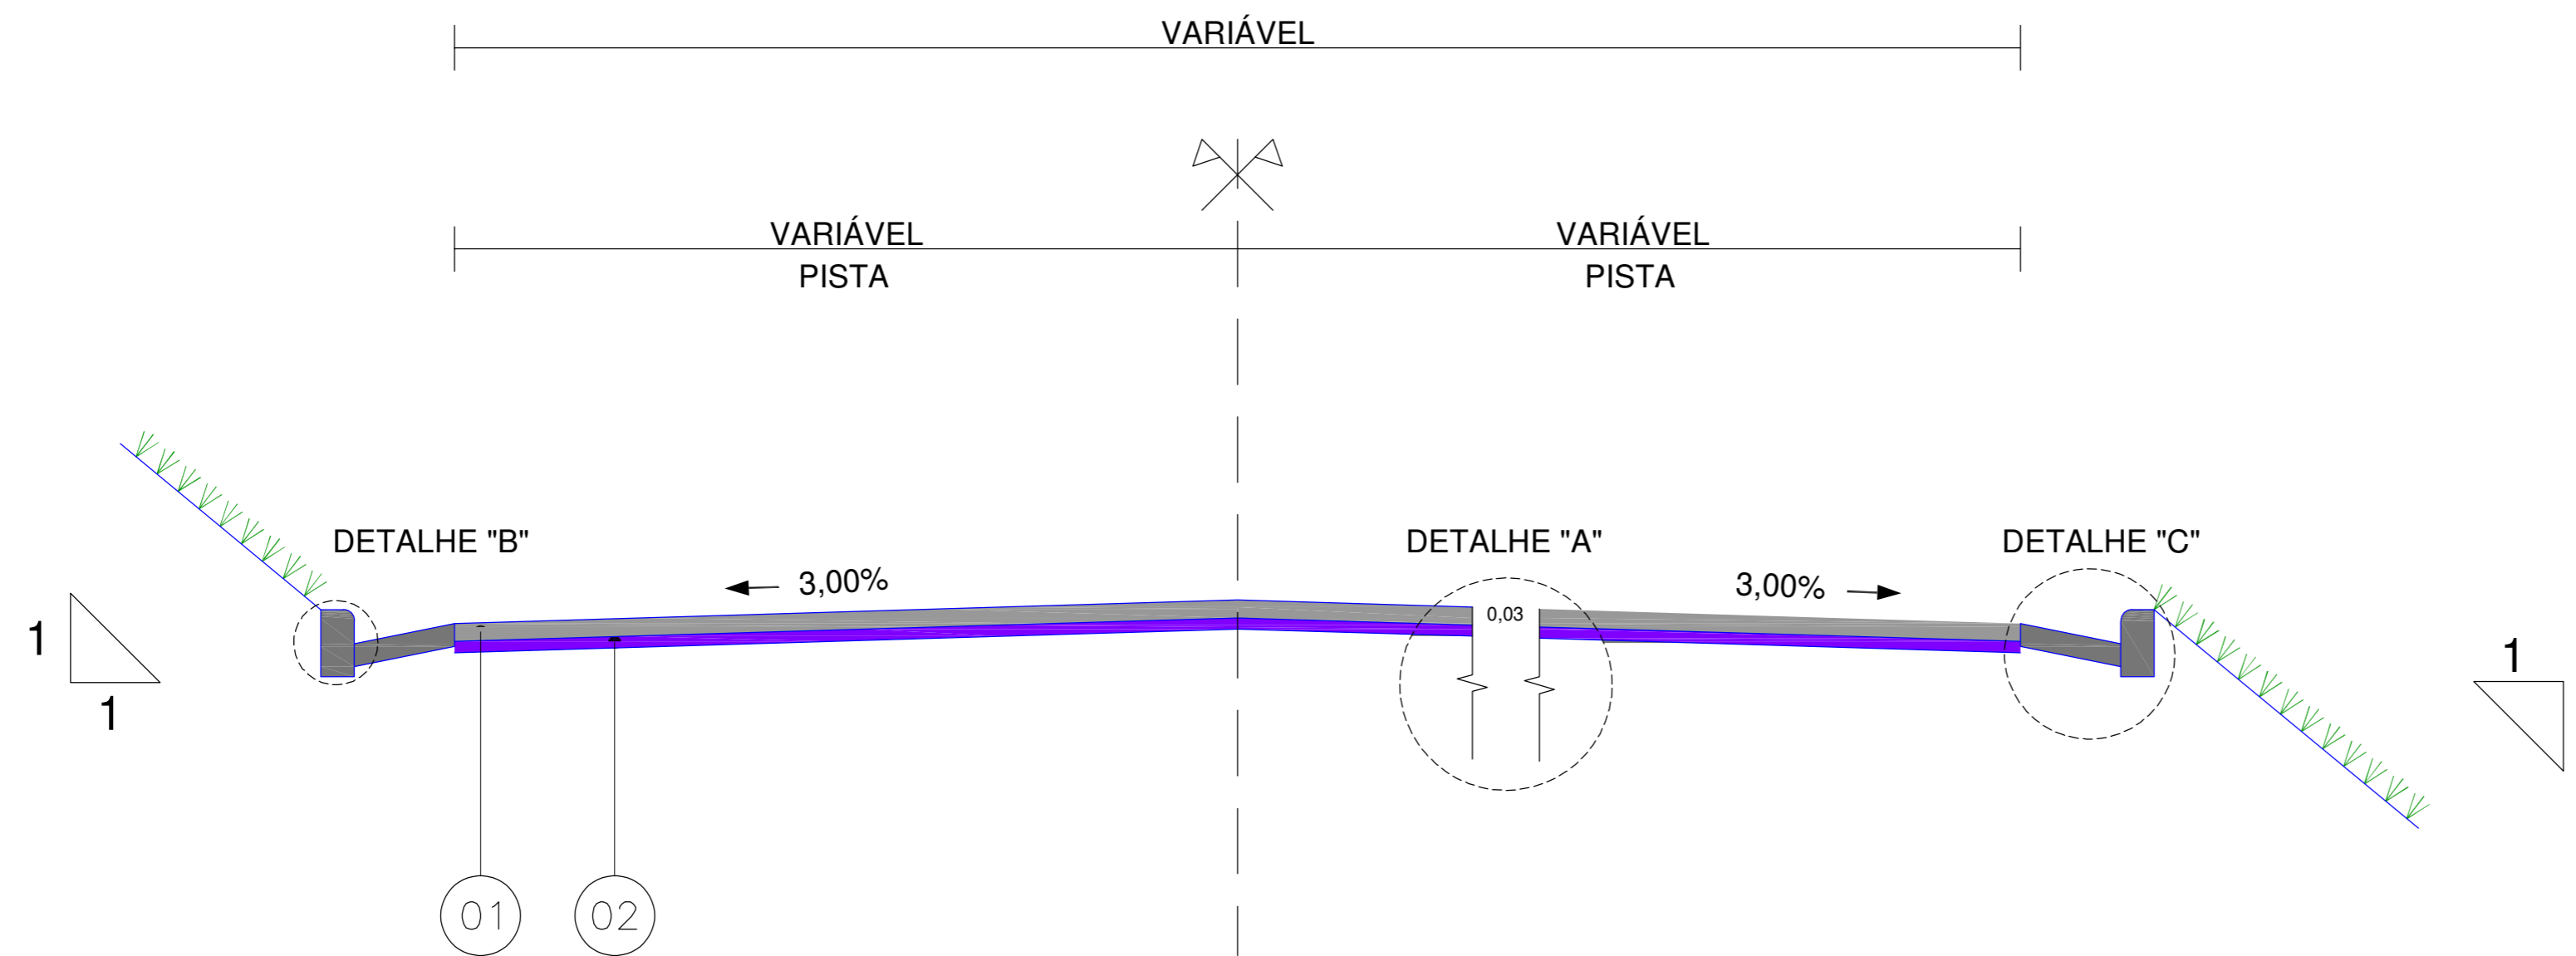 VARIÁVEL
VARIÁVEL
PISTA
VARIÁVEL
PISTA
DETALHE "B"
DETALHE "A"
DETALHE "C"
3,00%
3,00%
0,03
1
1
1
01
02